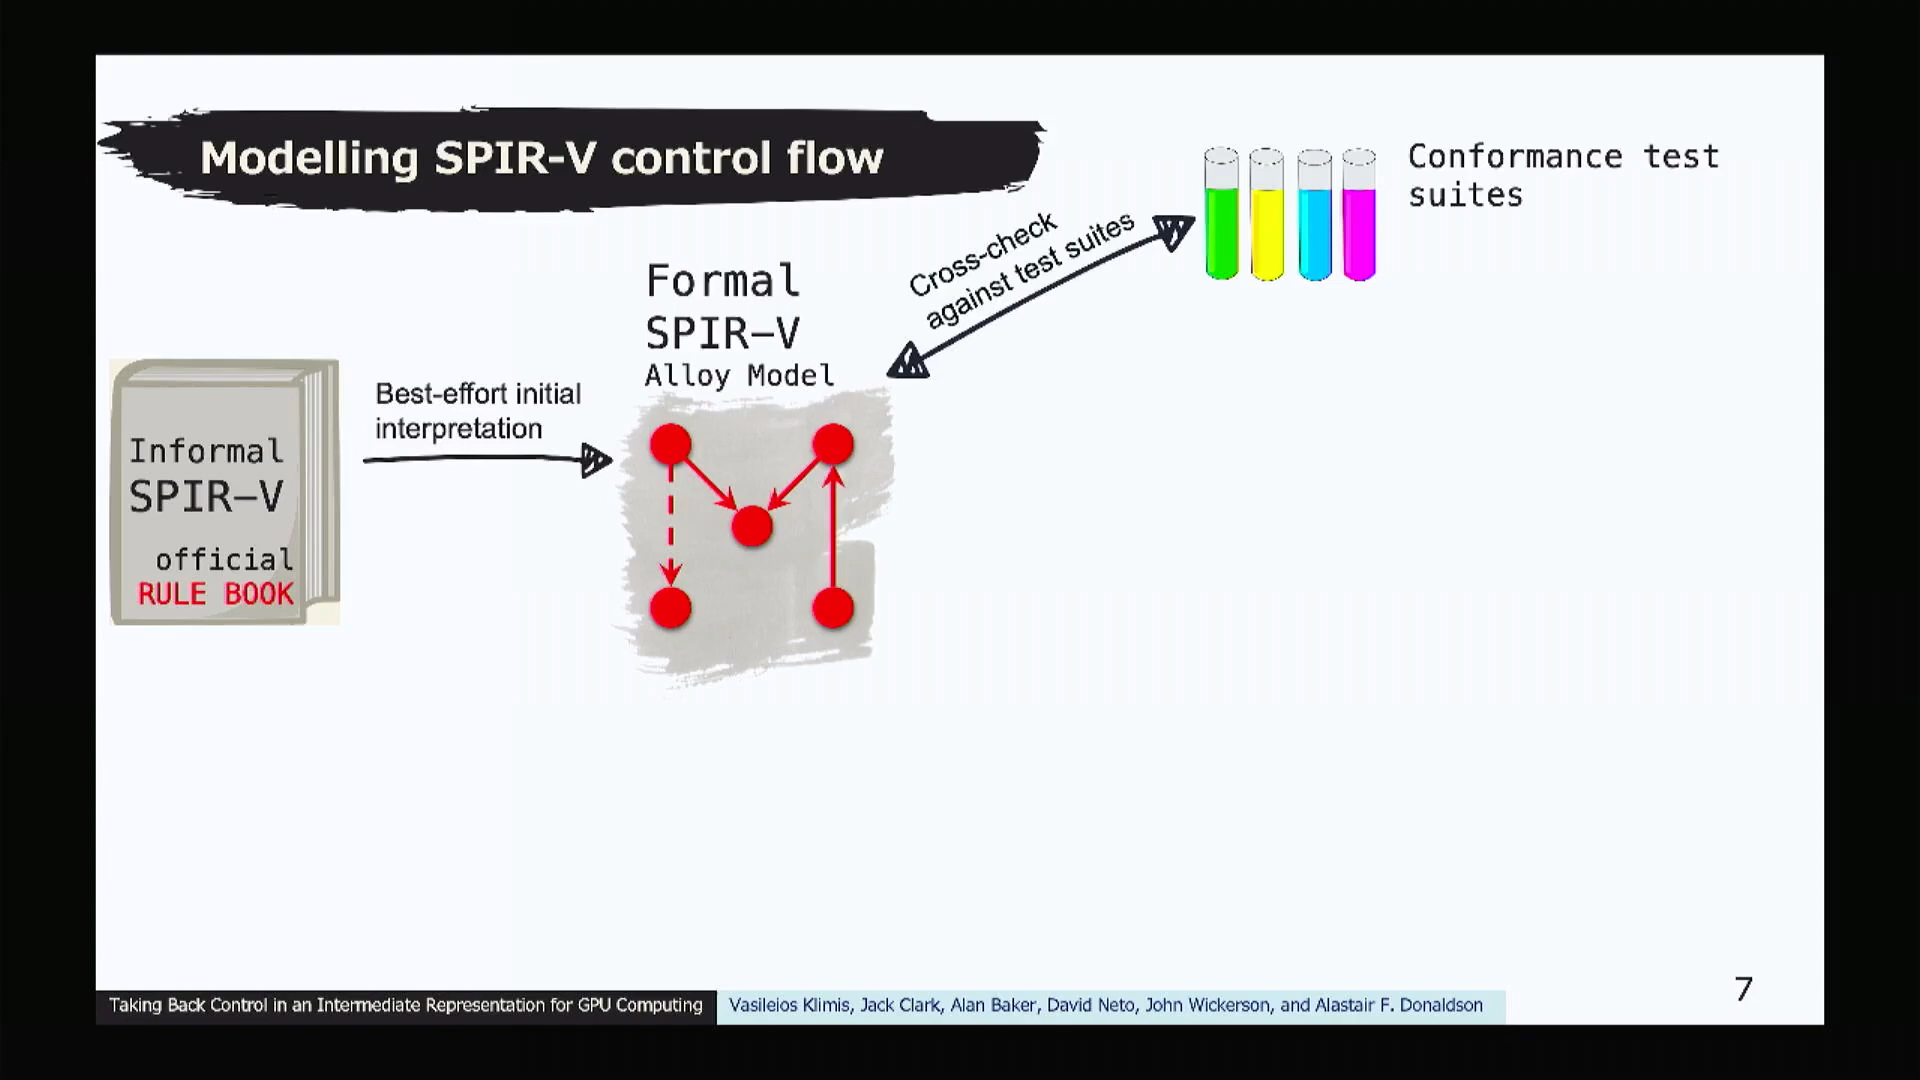 Modelling SPIR-V control flow
Conformance test
suites
Cross-check
against test suites
Formal
SPIR-V
Alloy Model
Best-effort initial
interpretation
Informal
SPIR-V
official
RULE BOOK
7
Taking Back Control in an Intermediate Representation for GPU Computing
Vasileios Klimis, Jack Clark, Alan Baker, David Neto, John Wickerson, and Alastair F. Donaldson